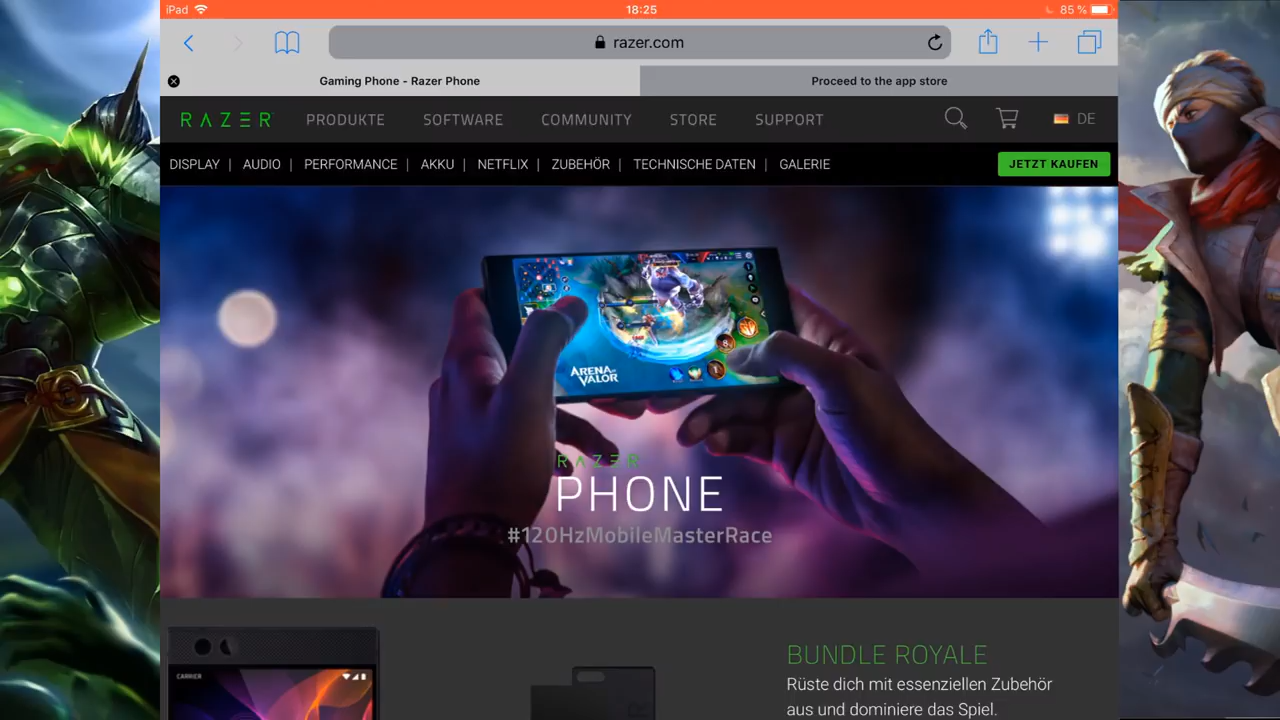 iPad
18:25
85 %
razer.com
Gaming Phone - Razer Phone
Proceed to the app store
RAZER
PRODUKTE
SOFTWARE
COMMUNITY
STORE
SUPPORT
DE
DISPLAY | AUDIO | PERFORMANCE | AKKU | NETFLIX | ZUBEHÖR | TECHNISCHE DATEN | GALERIE
JETZT KAUFEN
ARENA OF
VALOR
RAZER
PHONE
#120HzMobileMasterRace
CARRIER
BUNDLE ROYALE
Rüste dich mit essenziellen Zubehör
aus und dominiere das Spiel.